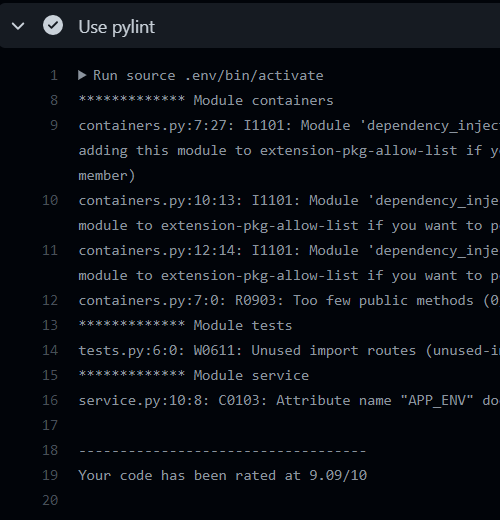 Use pylint
1 Run source .env/bin/activate
8 ************* Module containers
9 containers.py:7:27: I1101: Module 'dependency_injec
adding this module to extension-pkg-allow-list if y
member)
10 containers.py:10:13: I1101: Module 'dependency_inje
module to extension-pkg-allow-list if you want to p
11 containers.py:12:14: I1101: Module 'dependency_inje
module to extension-pkg-allow-list if you want to p
12 containers.py:7:0: R0903: Too few public methods (0
13 ************* Module tests
14 tests.py:6:0: W0611: Unused import routes (unused-i
15 ************* Module service
16 service.py:10:8: C0103: Attribute name "APP_ENV" do
17
18 -----------------------------------
19 Your code has been rated at 9.09/10
20